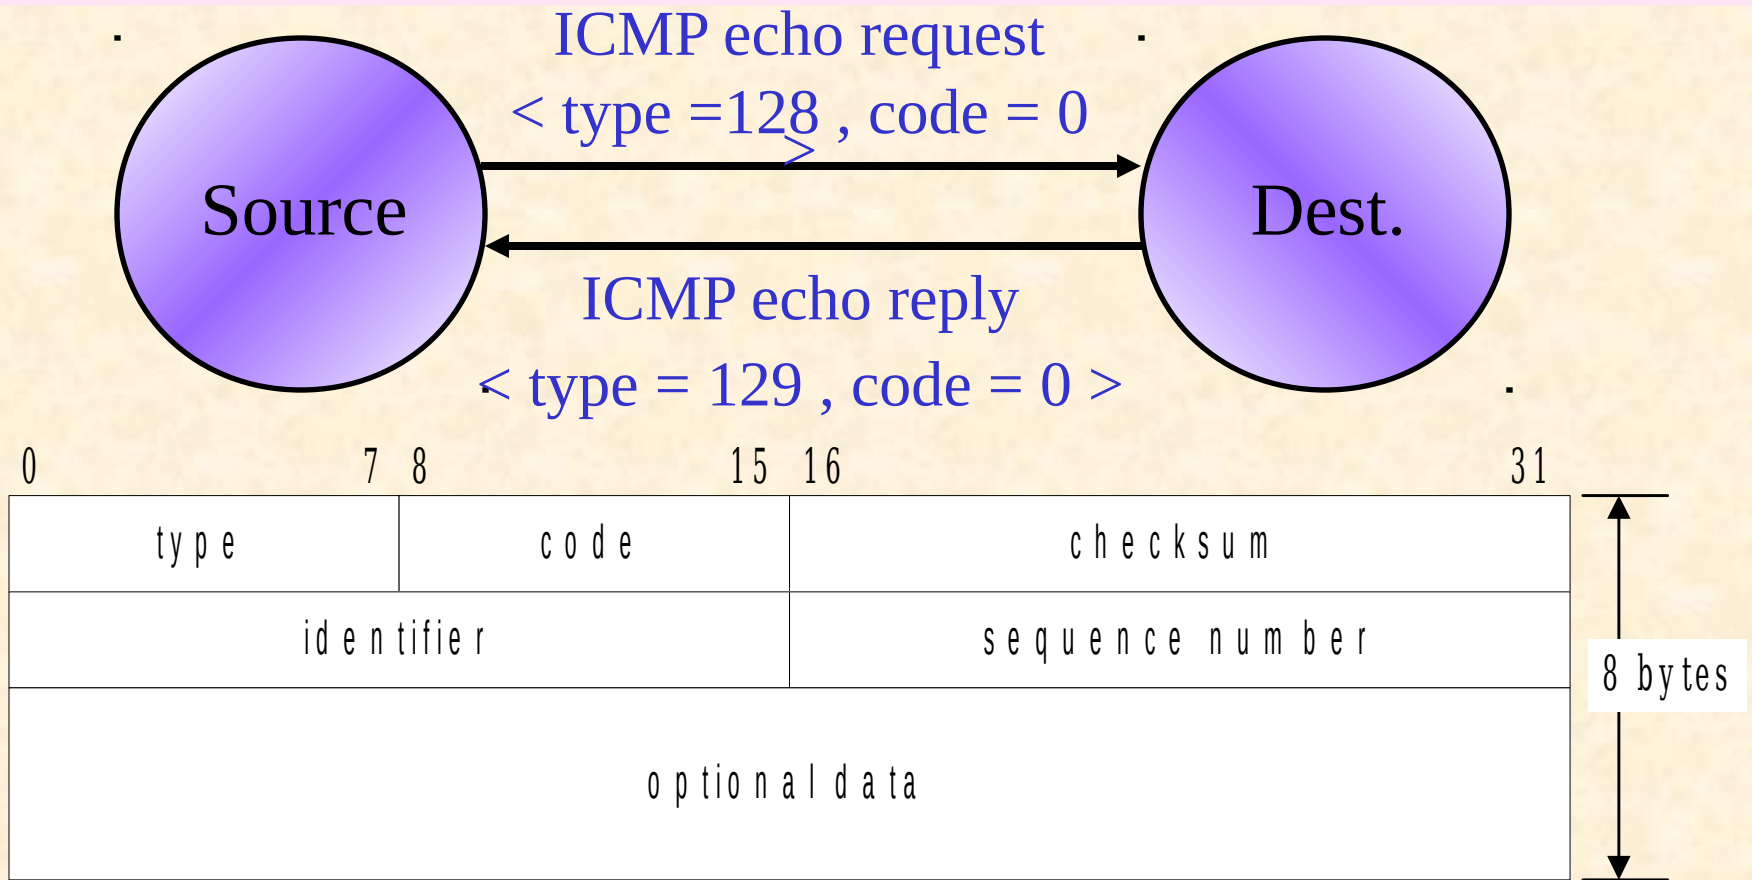 ICMP echo request
< type =128 , code = 0
>
Source
Dest.
ICMP echo reply
< type = 129 , code = 0 >
0 7 8 15 16 31
type code checksum
identifier sequence number
8 bytes
optional data